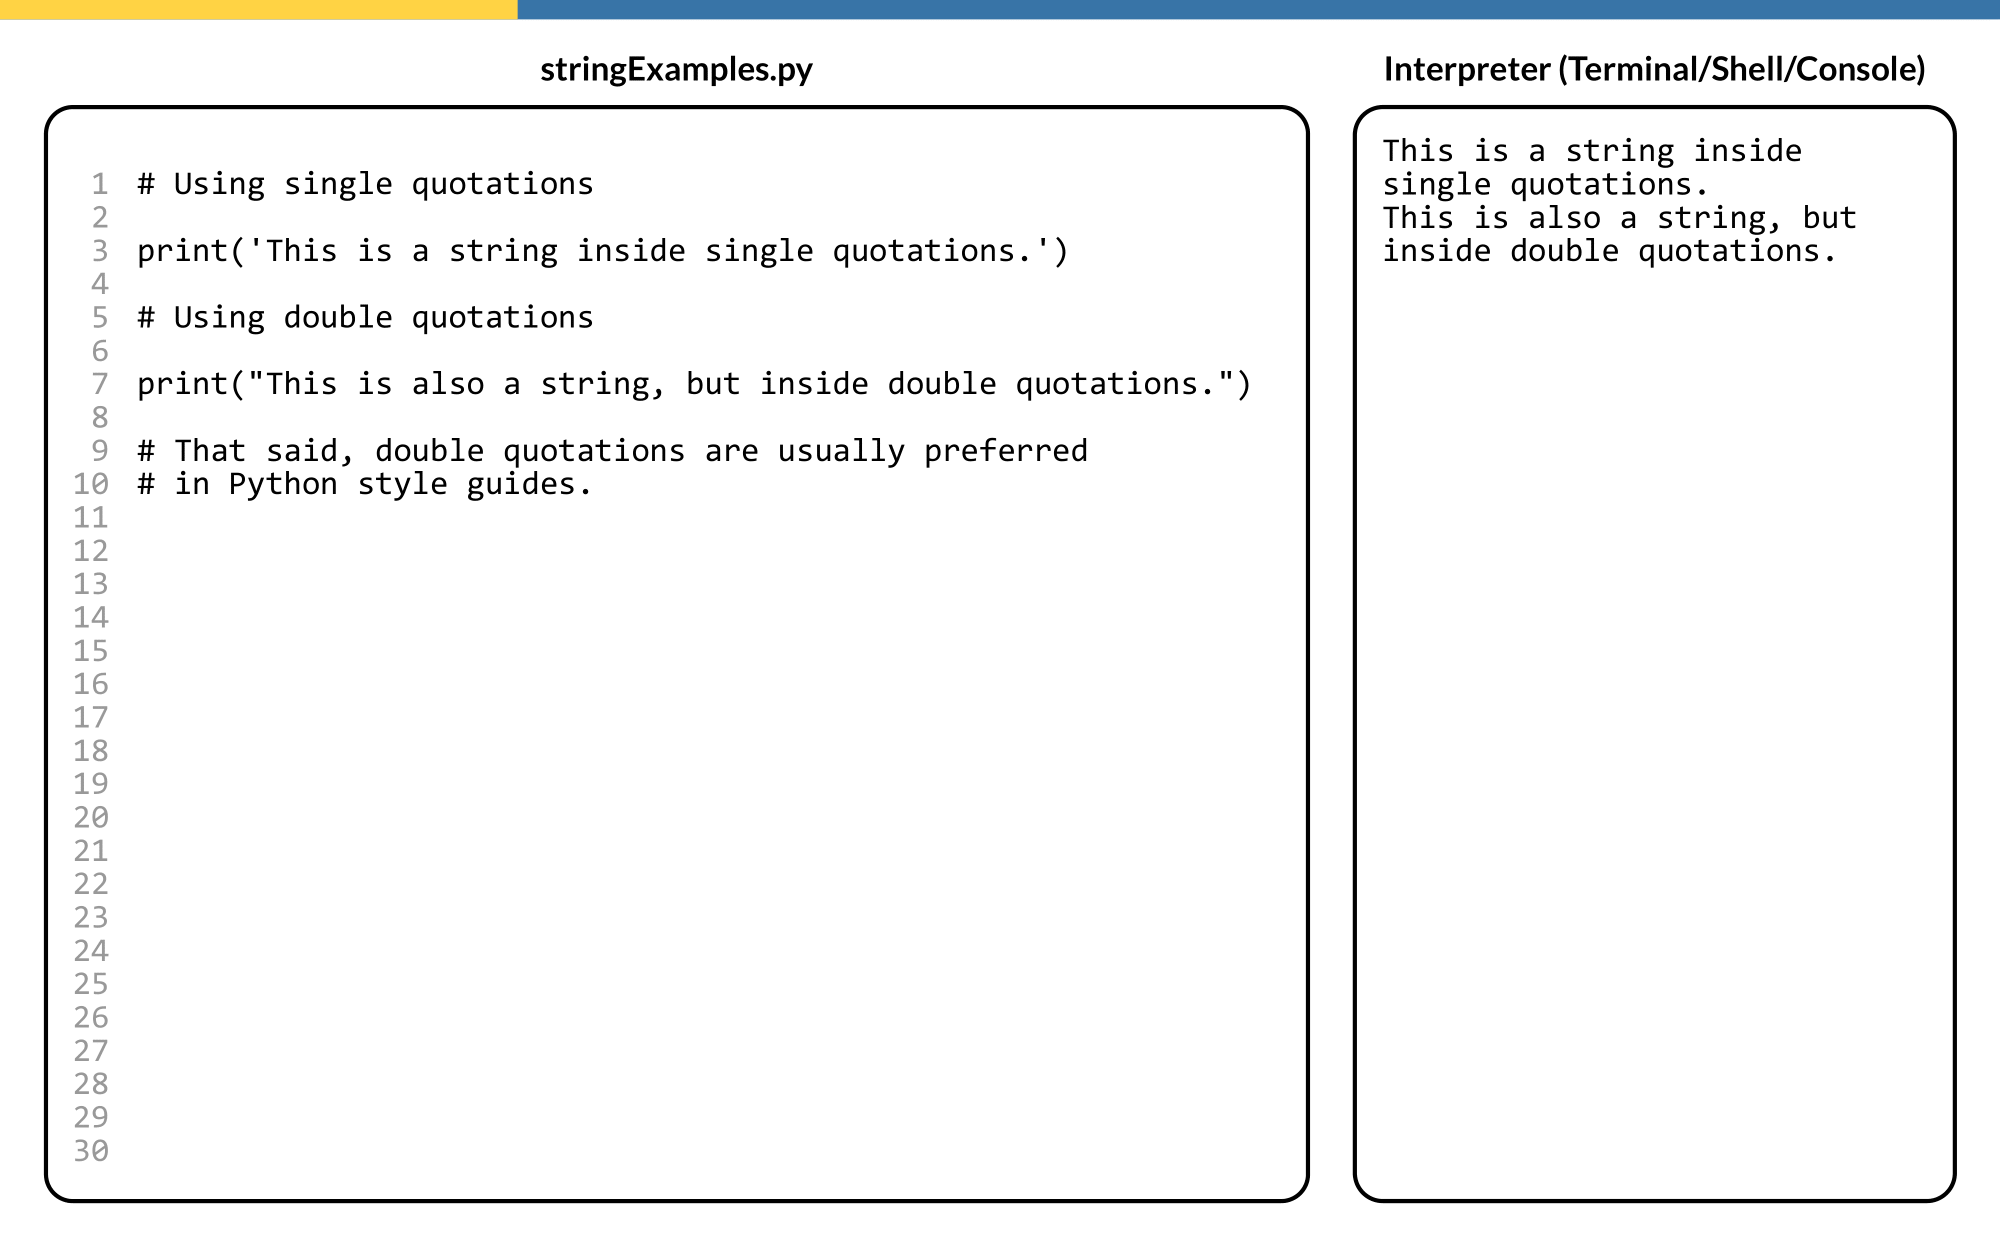 stringExamples.py
1 # Using single quotations
2
3 print('This is a string inside single quotations.')
4
5 # Using double quotations
6
7 print("This is also a string, but inside double quotations.")
8
9 # That said, double quotations are usually preferred
10 # in Python style guides.
11
12
13
14
15
16
17
18
19
20
21
22
23
24
25
26
27
28
29
30
Interpreter (Terminal/Shell/Console)
This is a string inside
single quotations.
This is also a string, but
inside double quotations.